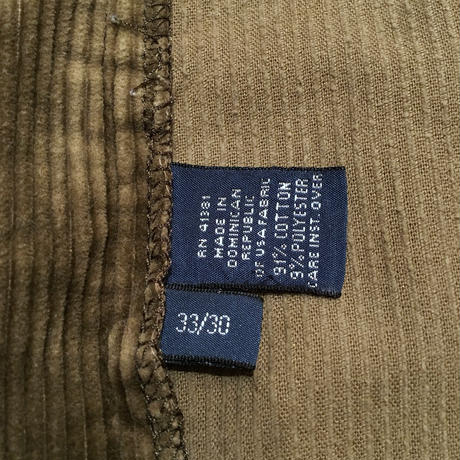 RN 41381
MADE IN
DOMINICAN
REPUBLIC
OF USA FABRIC
91% COTTON
9% POLYESTER
CARE INST. OVER
33/30